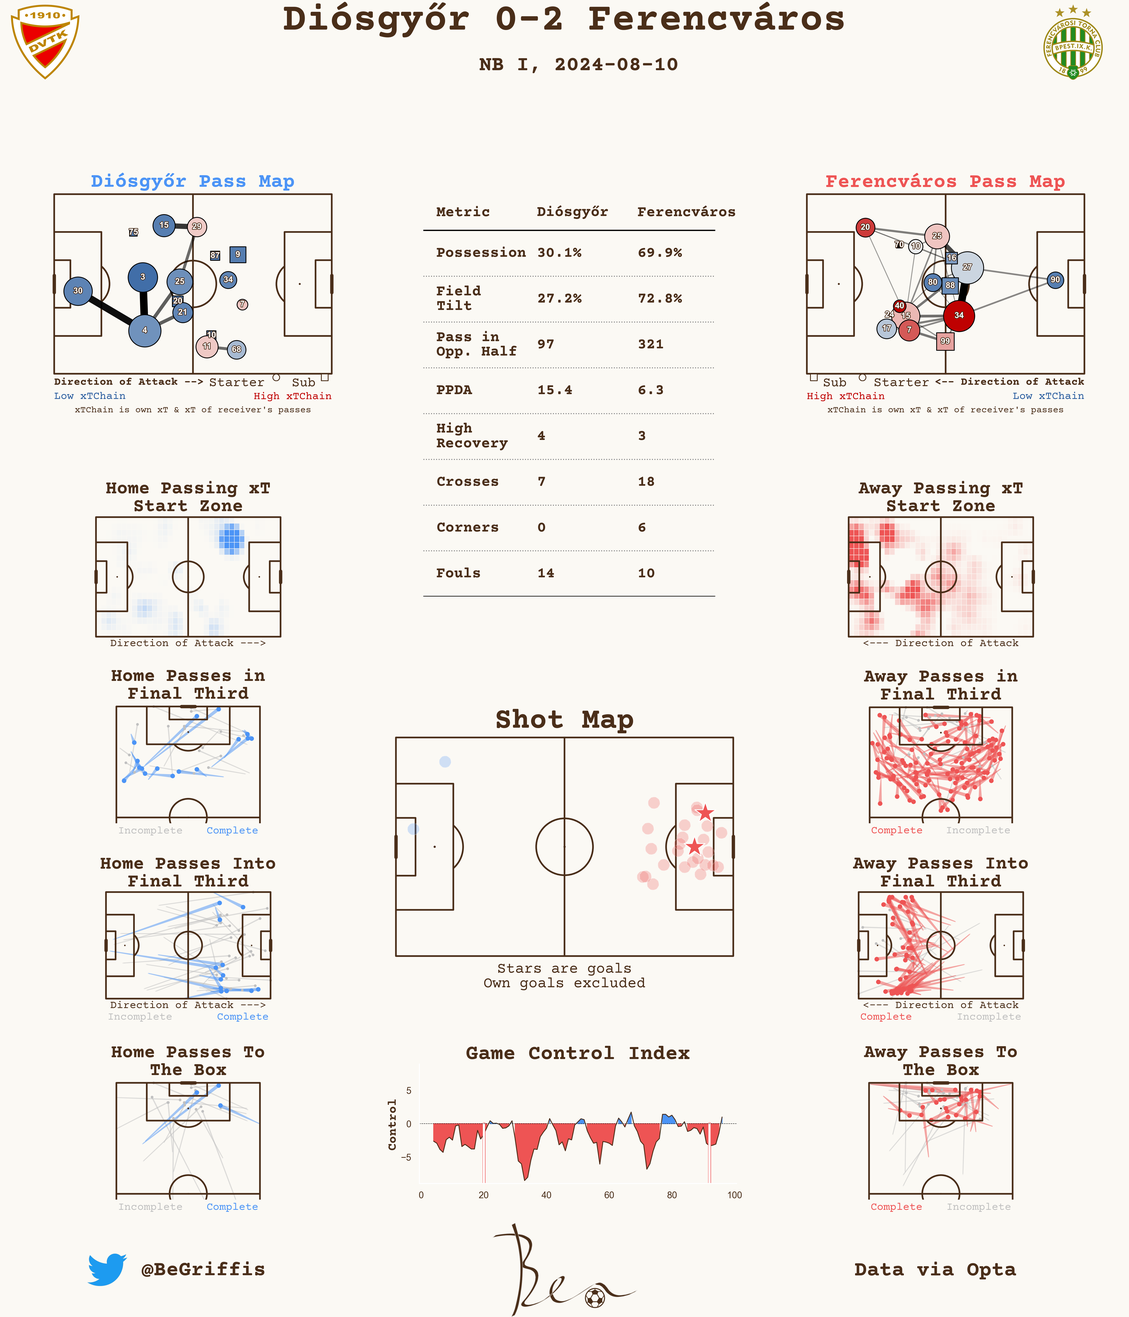 Diósgyőr 0-2 Ferencváros
NB I, 2024-08-10
·1910·
DVTK
FERENCVÁROSI TORNA CLUB
BPEST.IX.K.
18 99
Diósgyőr Pass Map
75
15
29
87
9
3
25
34
30
20
21
7
4
10
11
68
Direction of Attack --> Starter Sub
Low xTChain High xTChain
xTChain is own xT & xT of receiver's passes
Metric Diósgyőr Ferencváros
Possession 30.1% 69.9%
Field
Tilt 27.2% 72.8%
Pass in
Opp. Half 97 321
PPDA 15.4 6.3
High
Recovery 4 3
Crosses 7 18
Corners 0 6
Fouls 14 10
Ferencváros Pass Map
20
25
70
10
16
27
80
88
90
40
24
15
34
17
7
99
Sub Starter <-- Direction of Attack
High xTChain Low xTChain
xTChain is own xT & xT of receiver's passes
Home Passing xT
Start Zone
Direction of Attack --->
Away Passing xT
Start Zone
<--- Direction of Attack
Home Passes in
Final Third
Incomplete Complete
Away Passes in
Final Third
Complete Incomplete
Shot Map
Stars are goals
Own goals excluded
Home Passes Into
Final Third
Direction of Attack --->
Incomplete Complete
Away Passes Into
Final Third
<--- Direction of Attack
Complete Incomplete
Home Passes To
The Box
Incomplete Complete
Game Control Index
Control
5
0
−5
0 20 40 60 80 100
Away Passes To
The Box
Complete Incomplete
@BeGriffis
Ben
Data via Opta